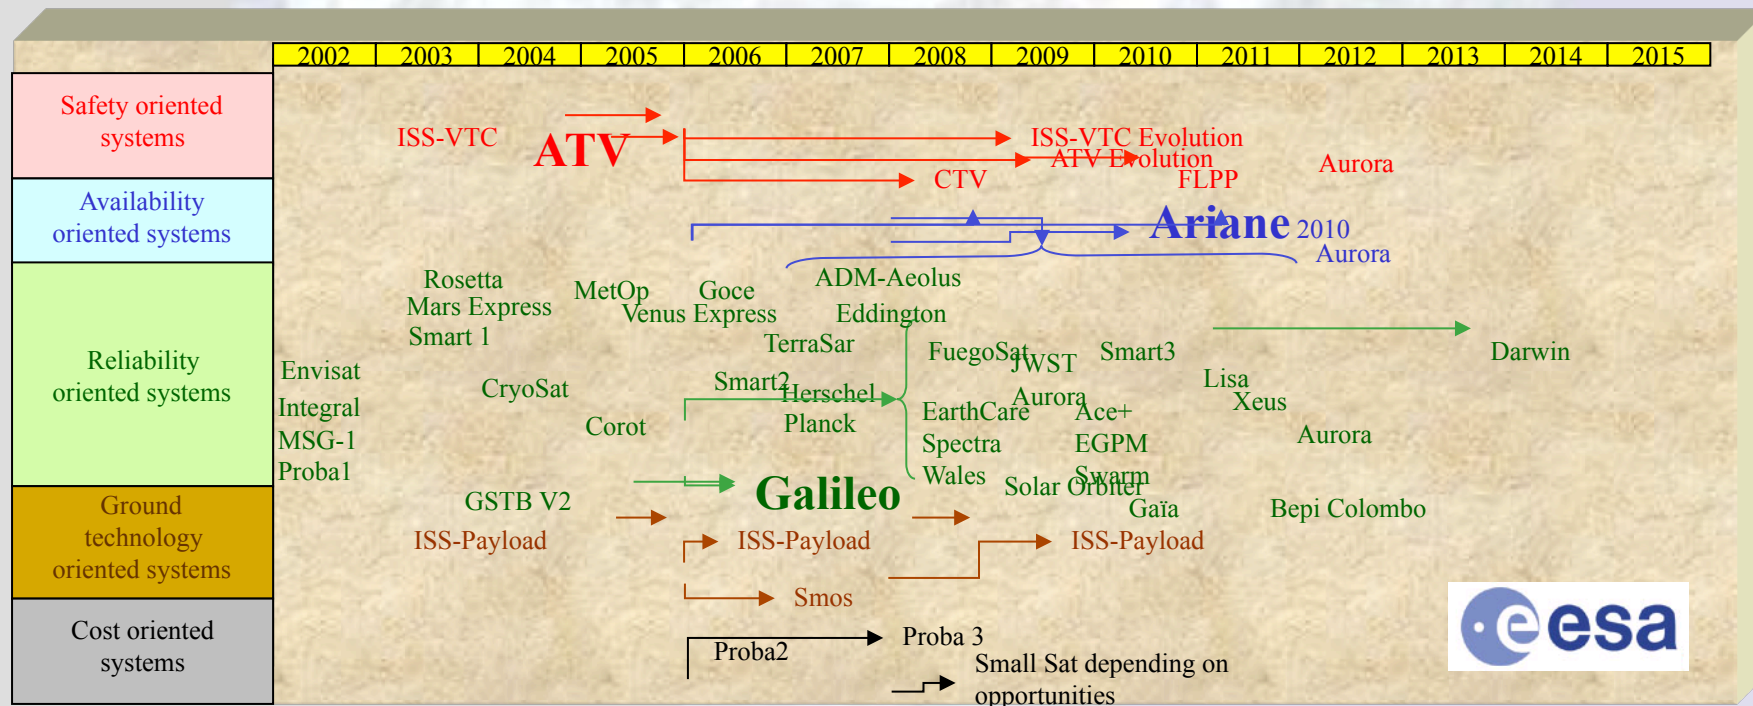 2002 2003 2004 2005 2006 2007 2008 2009 2010 2011 2012 2013 2014 2015
Safety oriented
systems
ISS-VTC
ATV
ISS-VTC Evolution
ATV Evolution
CTV
FLPP
Aurora
Availability
oriented systems
Ariane 2010
Aurora
Reliability
oriented systems
Rosetta
Mars Express
Smart 1
MetOp
Goce
Venus Express
ADM-Aeolus
Eddington
TerraSar
Envisat
Integral
MSG-1
Proba1
CryoSat
Corot
Smart2
Herschel
Planck
FuegoSat
JWST
Aurora
Smart3
EarthCare
Spectra
Wales
Ace+
EGPM
Swarm
Solar Orbiter
Lisa
Xeus
Aurora
Darwin
GSTB V2
Galileo
Gaïa
Bepi Colombo
Ground
technology
oriented systems
ISS-Payload
ISS-Payload
ISS-Payload
Smos
Cost oriented
systems
Proba2
Proba 3
Small Sat depending on
opportunities
esa